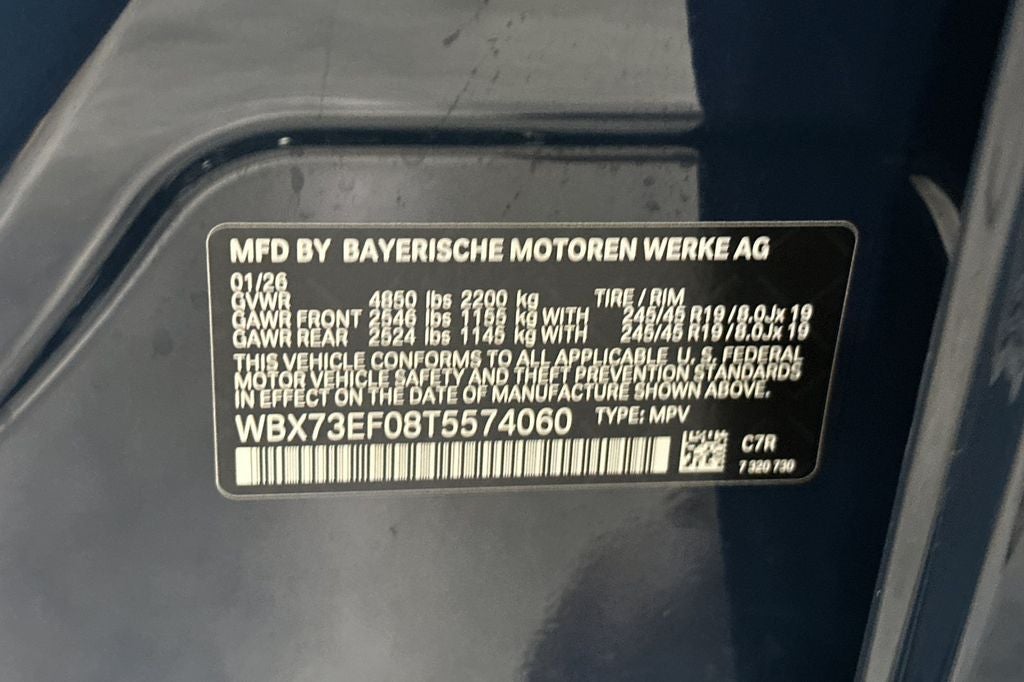 MFD BY BAYERISCHE MOTOREN WERKE AG
01/26
GVWR 4850 lbs 2200 kg TIRE / RIM
GAWR FRONT 2546 lbs 1155 kg WITH 245/45 R19 / 8.0Jx 19
GAWR REAR 2524 lbs 1145 kg WITH 245/45 R19 / 8.0Jx 19
THIS VEHICLE CONFORMS TO ALL APPLICABLE U. S. FEDERAL
MOTOR VEHICLE SAFETY AND THEFT PREVENTION STANDARDS
IN EFFECT ON THE DATE OF MANUFACTURE SHOWN ABOVE.
WBX73EF08T5574060 TYPE: MPV
C7R
7 320 730